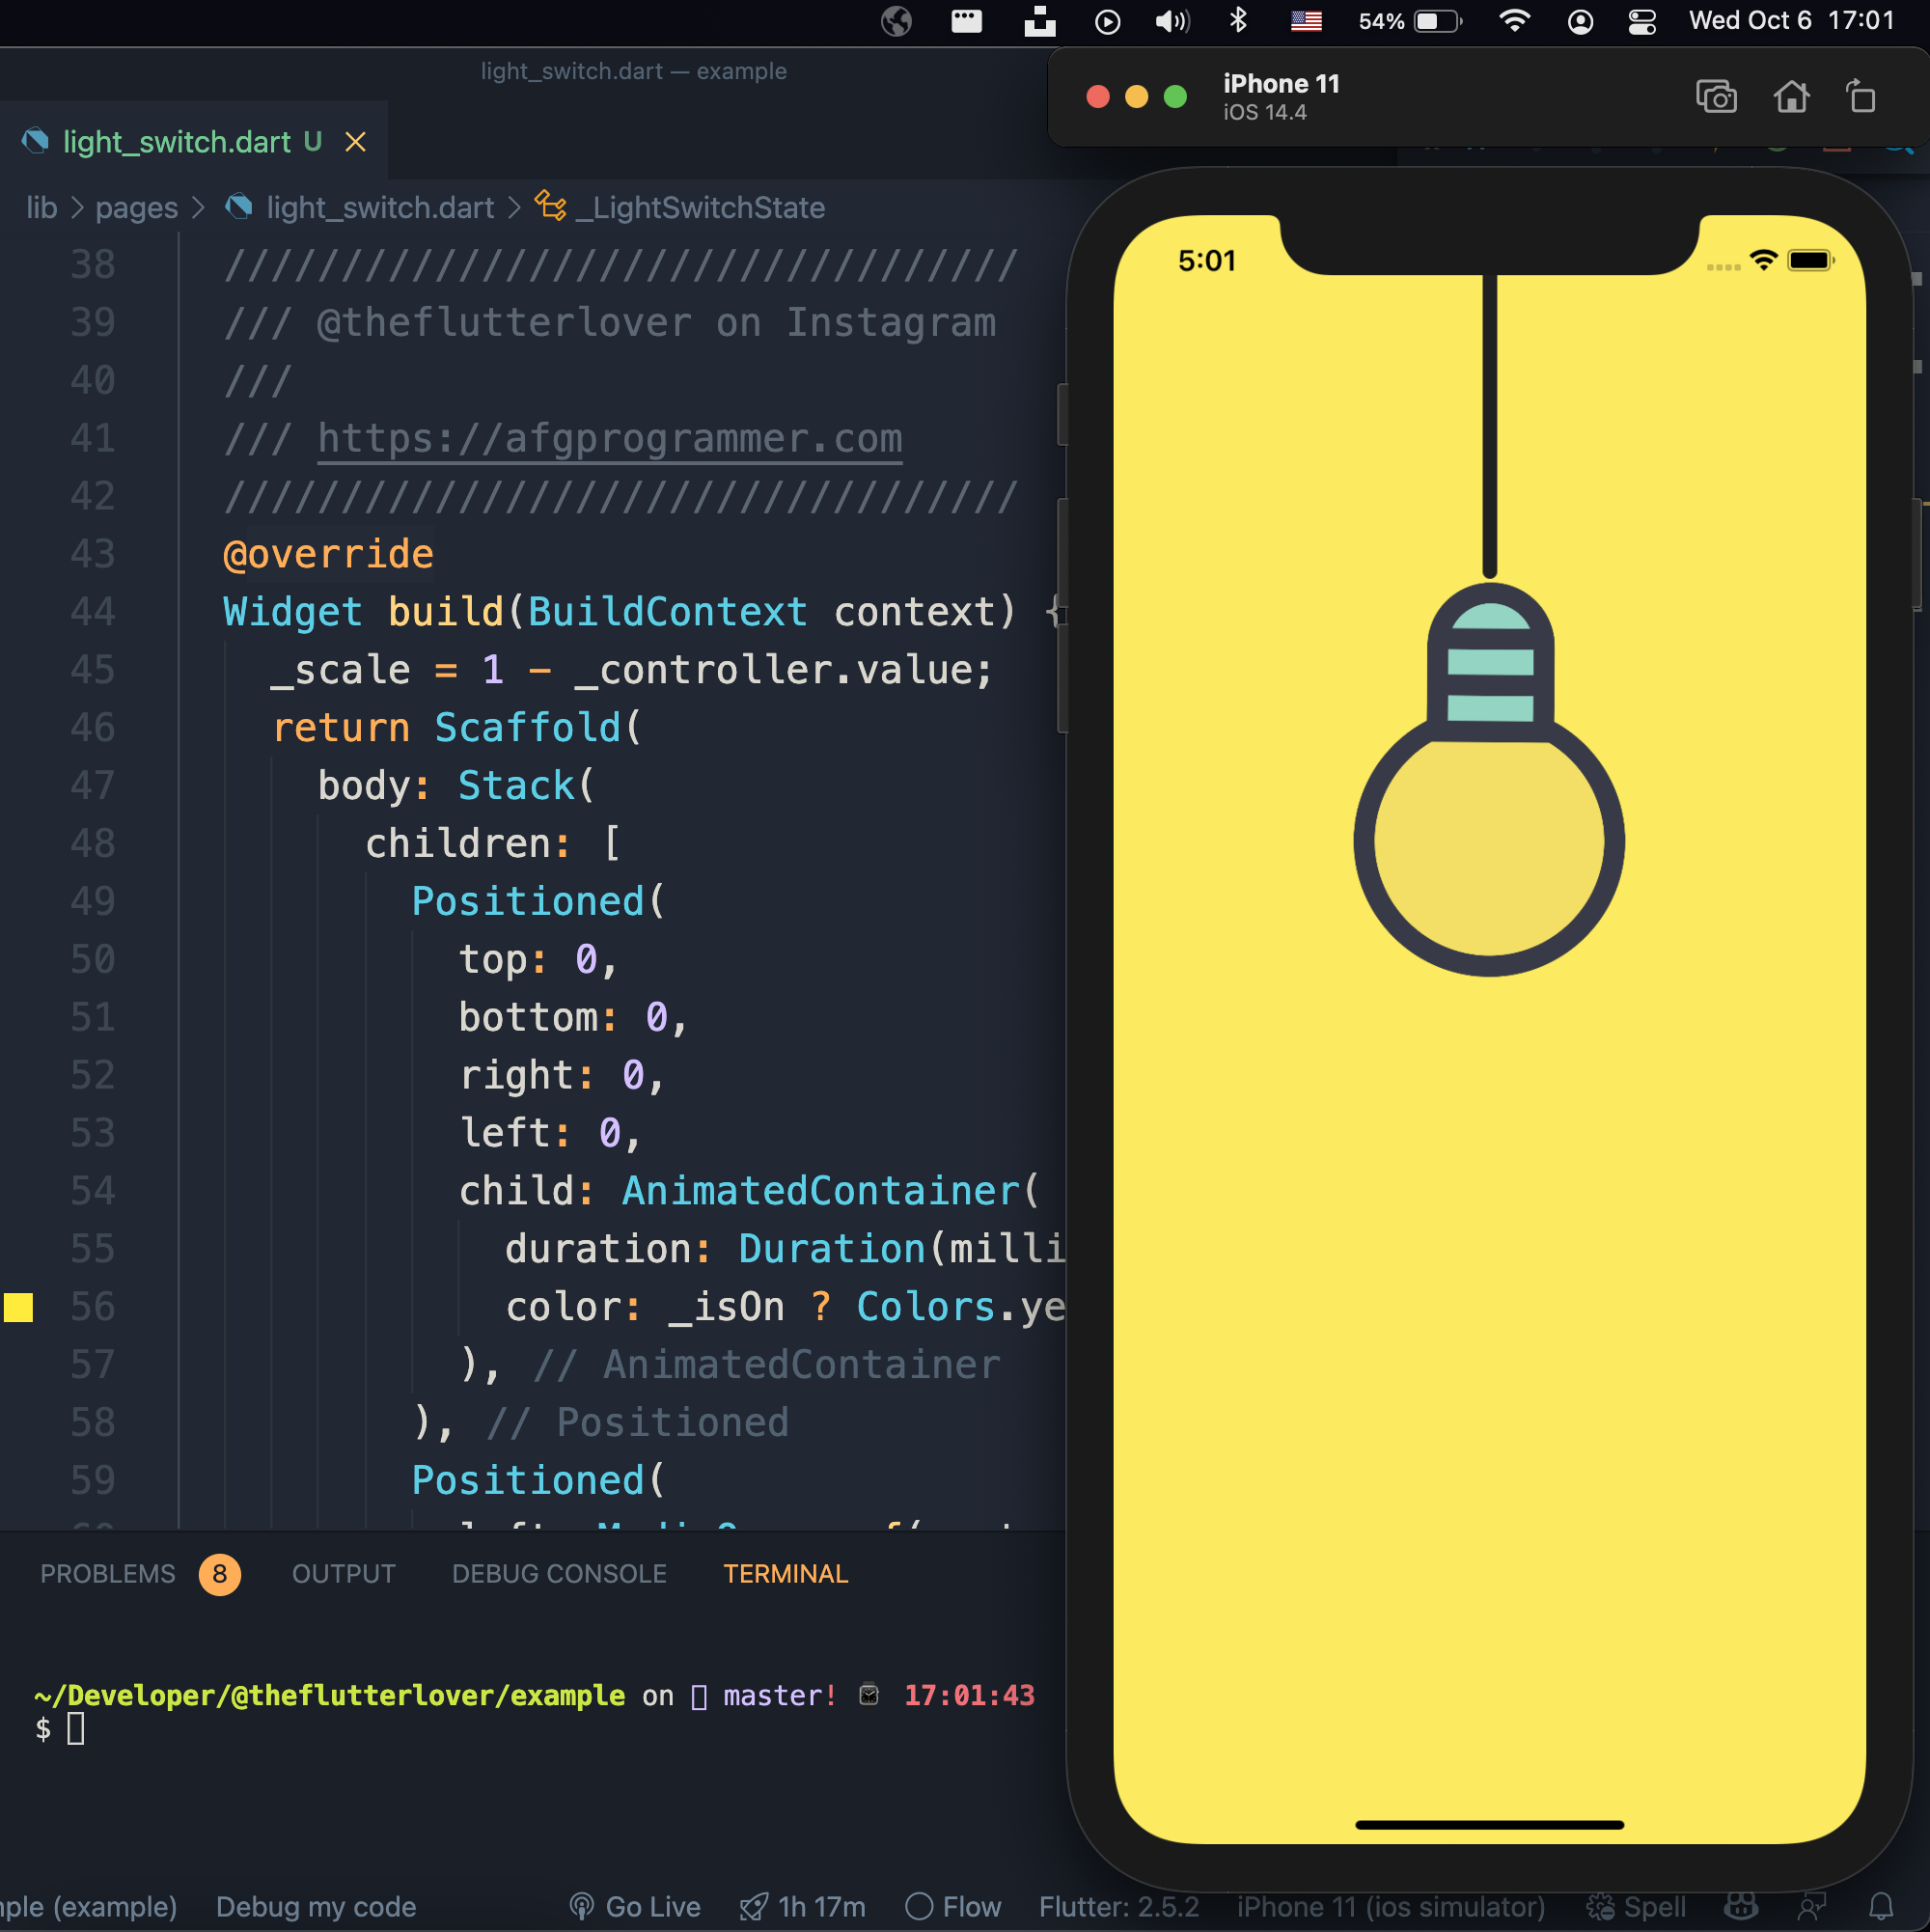 54%
Wed Oct 6 17:01
light_switch.dart — example
iPhone 11
iOS 14.4
light_switch.dart U
lib > pages > light_switch.dart > _LightSwitchState
38 //////////////////////////////////
39 /// @theflutterlover on Instagram
40 ///
41 /// https://afgprogrammer.com
42 //////////////////////////////////
43 @override
44 Widget build(BuildContext context) {
45 _scale = 1 - _controller.value;
46 return Scaffold(
47 body: Stack(
48 children: [
49 Positioned(
50 top: 0,
51 bottom: 0,
52 right: 0,
53 left: 0,
54 child: AnimatedContainer(
55 duration: Duration(milli
56 color: _isOn ? Colors.ye
57 ), // AnimatedContainer
58 ), // Positioned
59 Positioned(
5:01
PROBLEMS 8 OUTPUT DEBUG CONSOLE TERMINAL
~/Developer/@theflutterlover/example on master! 17:01:43
$
(example) Debug my code Go Live 1h 17m Flow Flutter: 2.5.2 iPhone 11 (ios simulator) Spell